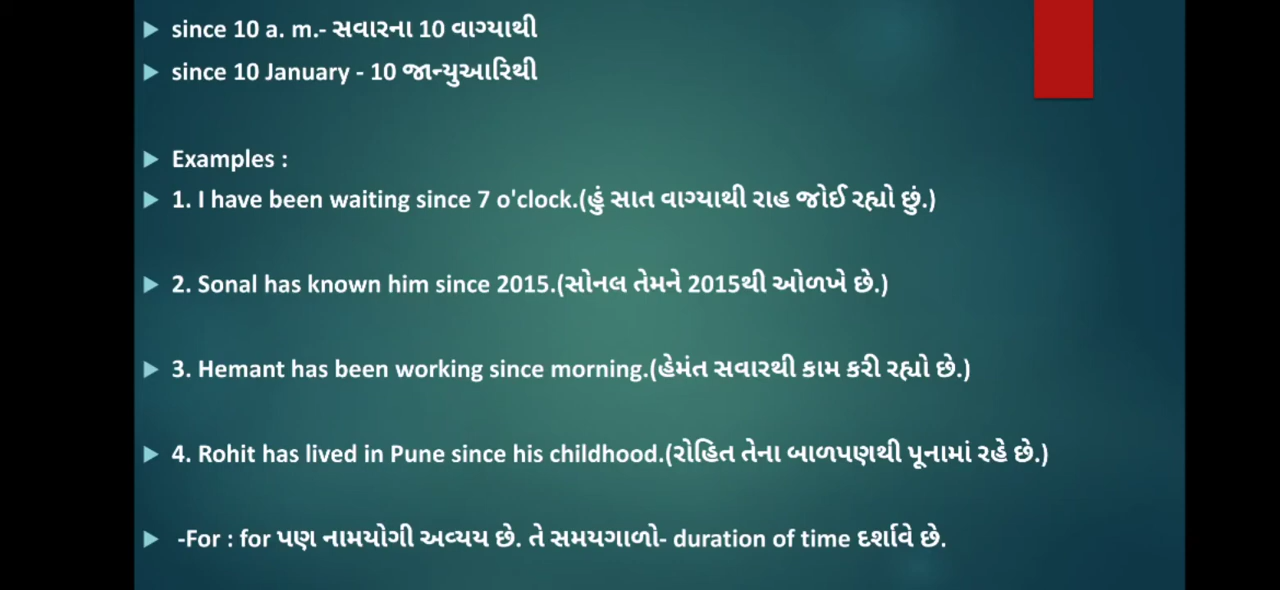 since 10 a. m.- સવારના 10 વાગ્યાથી
since 10 January - 10 જાન્યુઆરિથી
Examples :
1. I have been waiting since 7 o'clock.(હું સાત વાગ્યાથી રાહ જોઈ રહ્યો છું.)
2. Sonal has known him since 2015.(સોનલ તેમને 2015થી ઓળખે છે.)
3. Hemant has been working since morning.(હેમંત સવારથી કામ કરી રહ્યો છે.)
4. Rohit has lived in Pune since his childhood.(રોહિત તેના બાળપણથી પૂનામાં રહે છે.)
-For : for પણ નામયોગી અવ્યય છે. તે સમયગાળો- duration of time દર્શાવે છે.